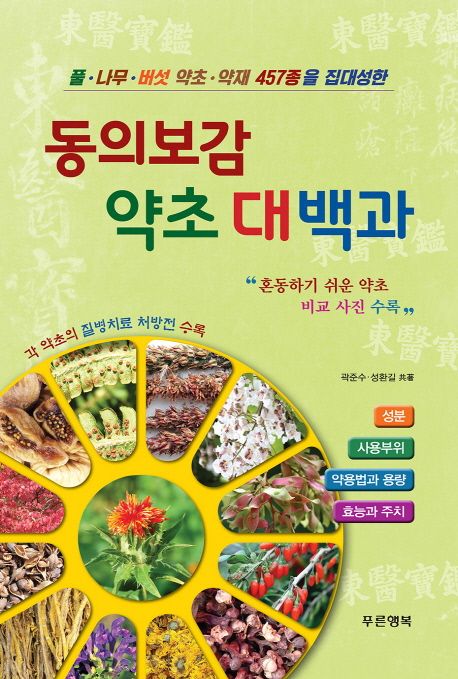 東醫寶鑑
풀·나무·버섯 약초·약재 457종을 집대성한
동의보감
약초 대백과
東醫寶鑑
“혼동하기 쉬운 약초
비교 사진 수록”
각 약초의 질병치료 처방전 수록
東醫寶鑑
곽준수·성환길 共著
성분
사용부위
약용법과 용량
효능과 주치
東醫寶鑑
푸른행복